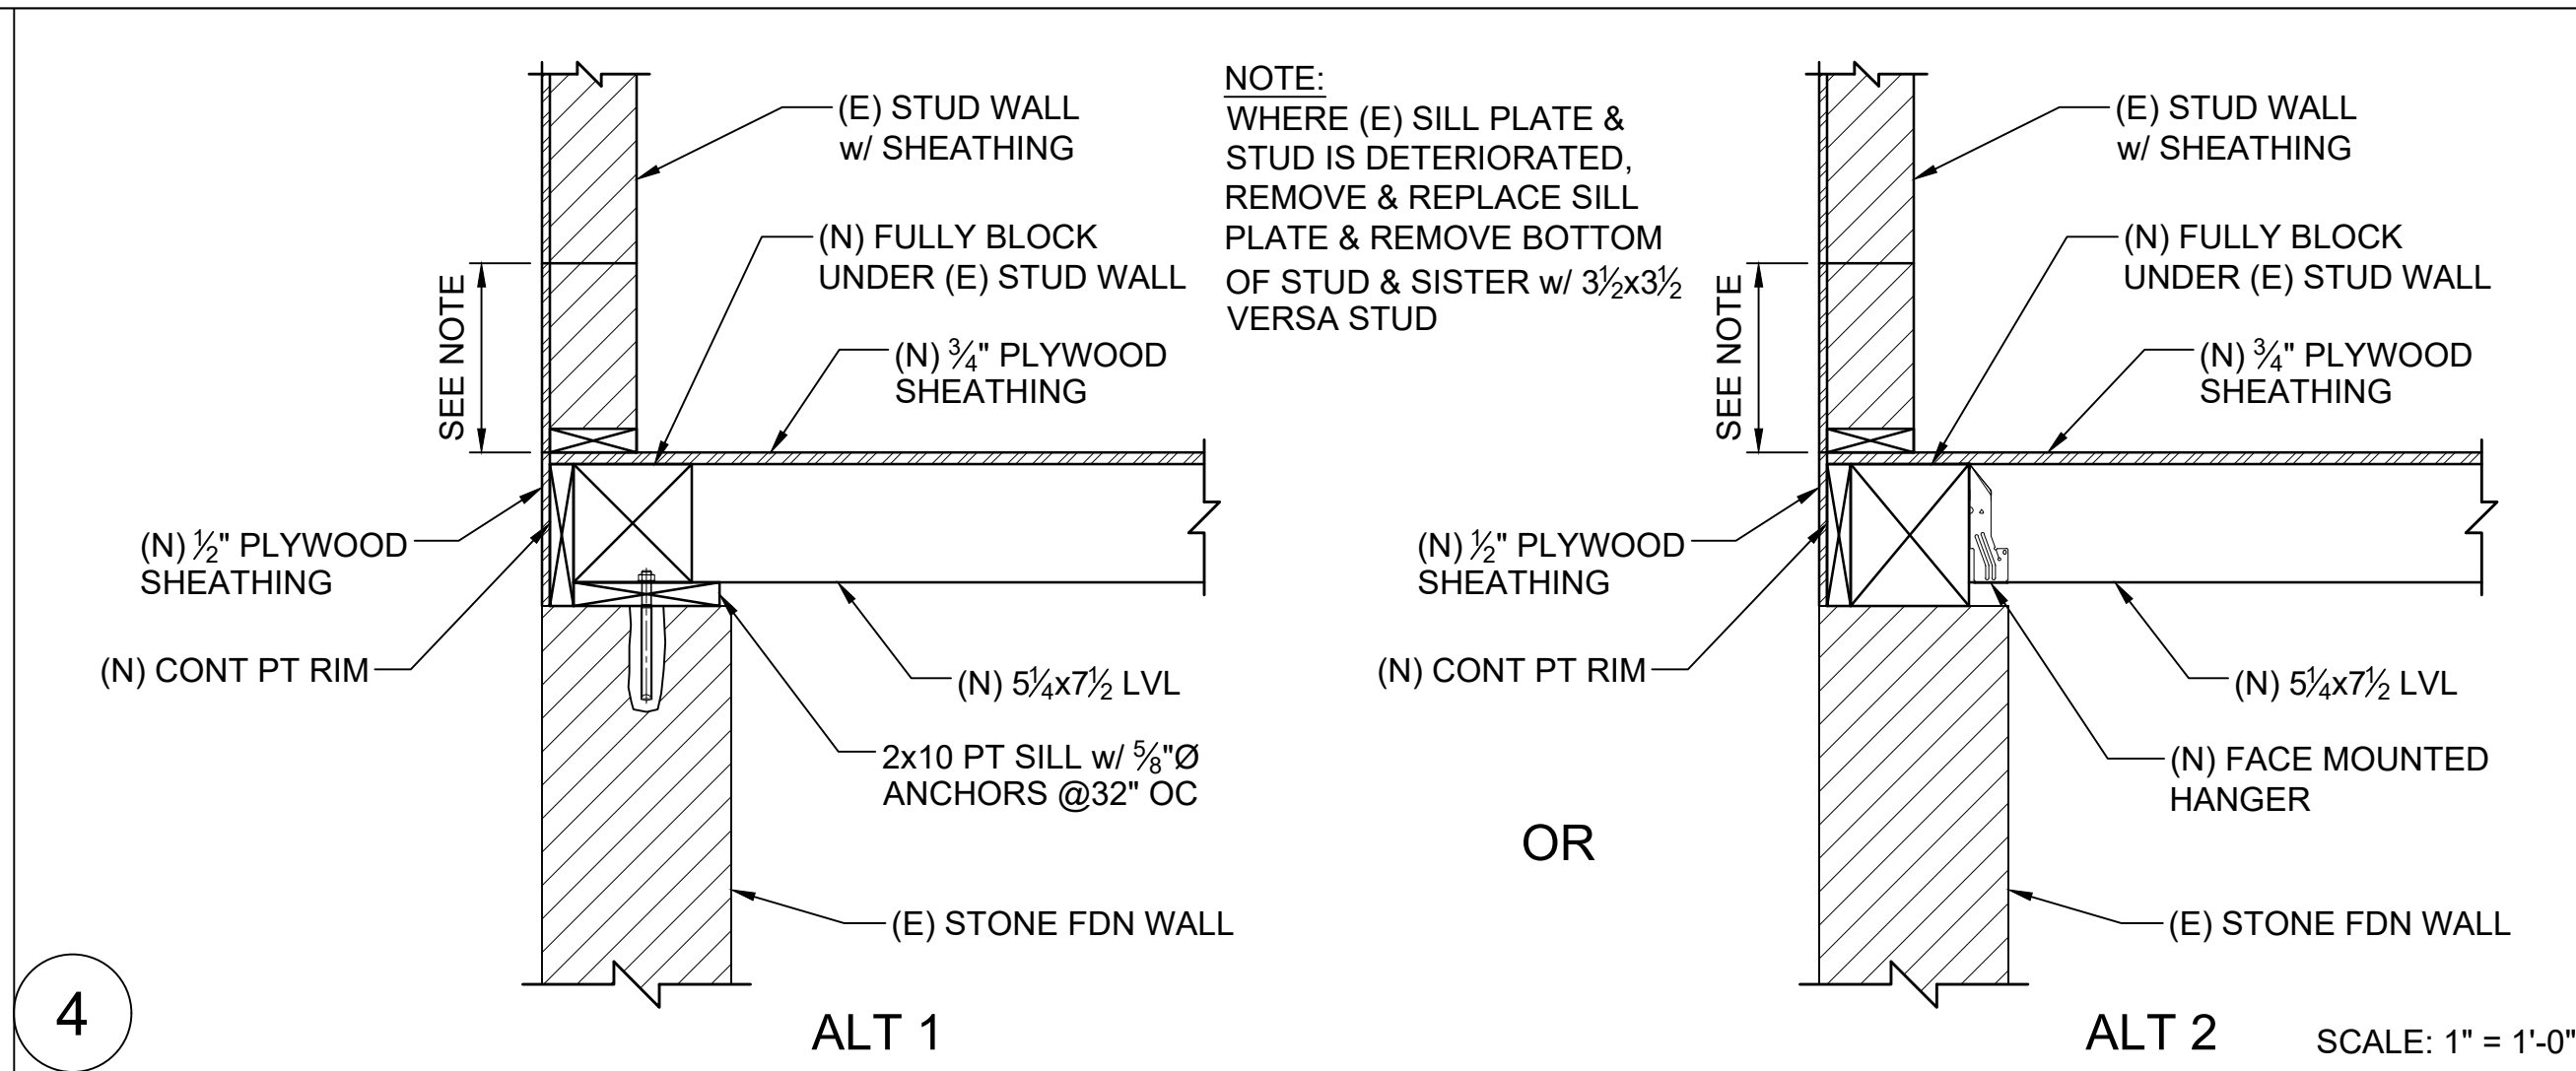 (E) STUD WALL
w/ SHEATHING
(N) FULLY BLOCK
UNDER (E) STUD WALL
(N) ¾" PLYWOOD
SHEATHING
SEE NOTE
(N) ½" PLYWOOD
SHEATHING
(N) CONT PT RIM
(N) 5¼x7½ LVL
2x10 PT SILL w/ ⅝"Ø
ANCHORS @32" OC
(E) STONE FDN WALL
4
ALT 1
NOTE:
WHERE (E) SILL PLATE &
STUD IS DETERIORATED,
REMOVE & REPLACE SILL
PLATE & REMOVE BOTTOM
OF STUD & SISTER w/ 3½x3½
VERSA STUD
OR
(E) STUD WALL
w/ SHEATHING
(N) FULLY BLOCK
UNDER (E) STUD WALL
(N) ¾" PLYWOOD
SHEATHING
SEE NOTE
(N) ½" PLYWOOD
SHEATHING
(N) CONT PT RIM
(N) 5¼x7½ LVL
(N) FACE MOUNTED
HANGER
(E) STONE FDN WALL
ALT 2
SCALE: 1" = 1'-0"